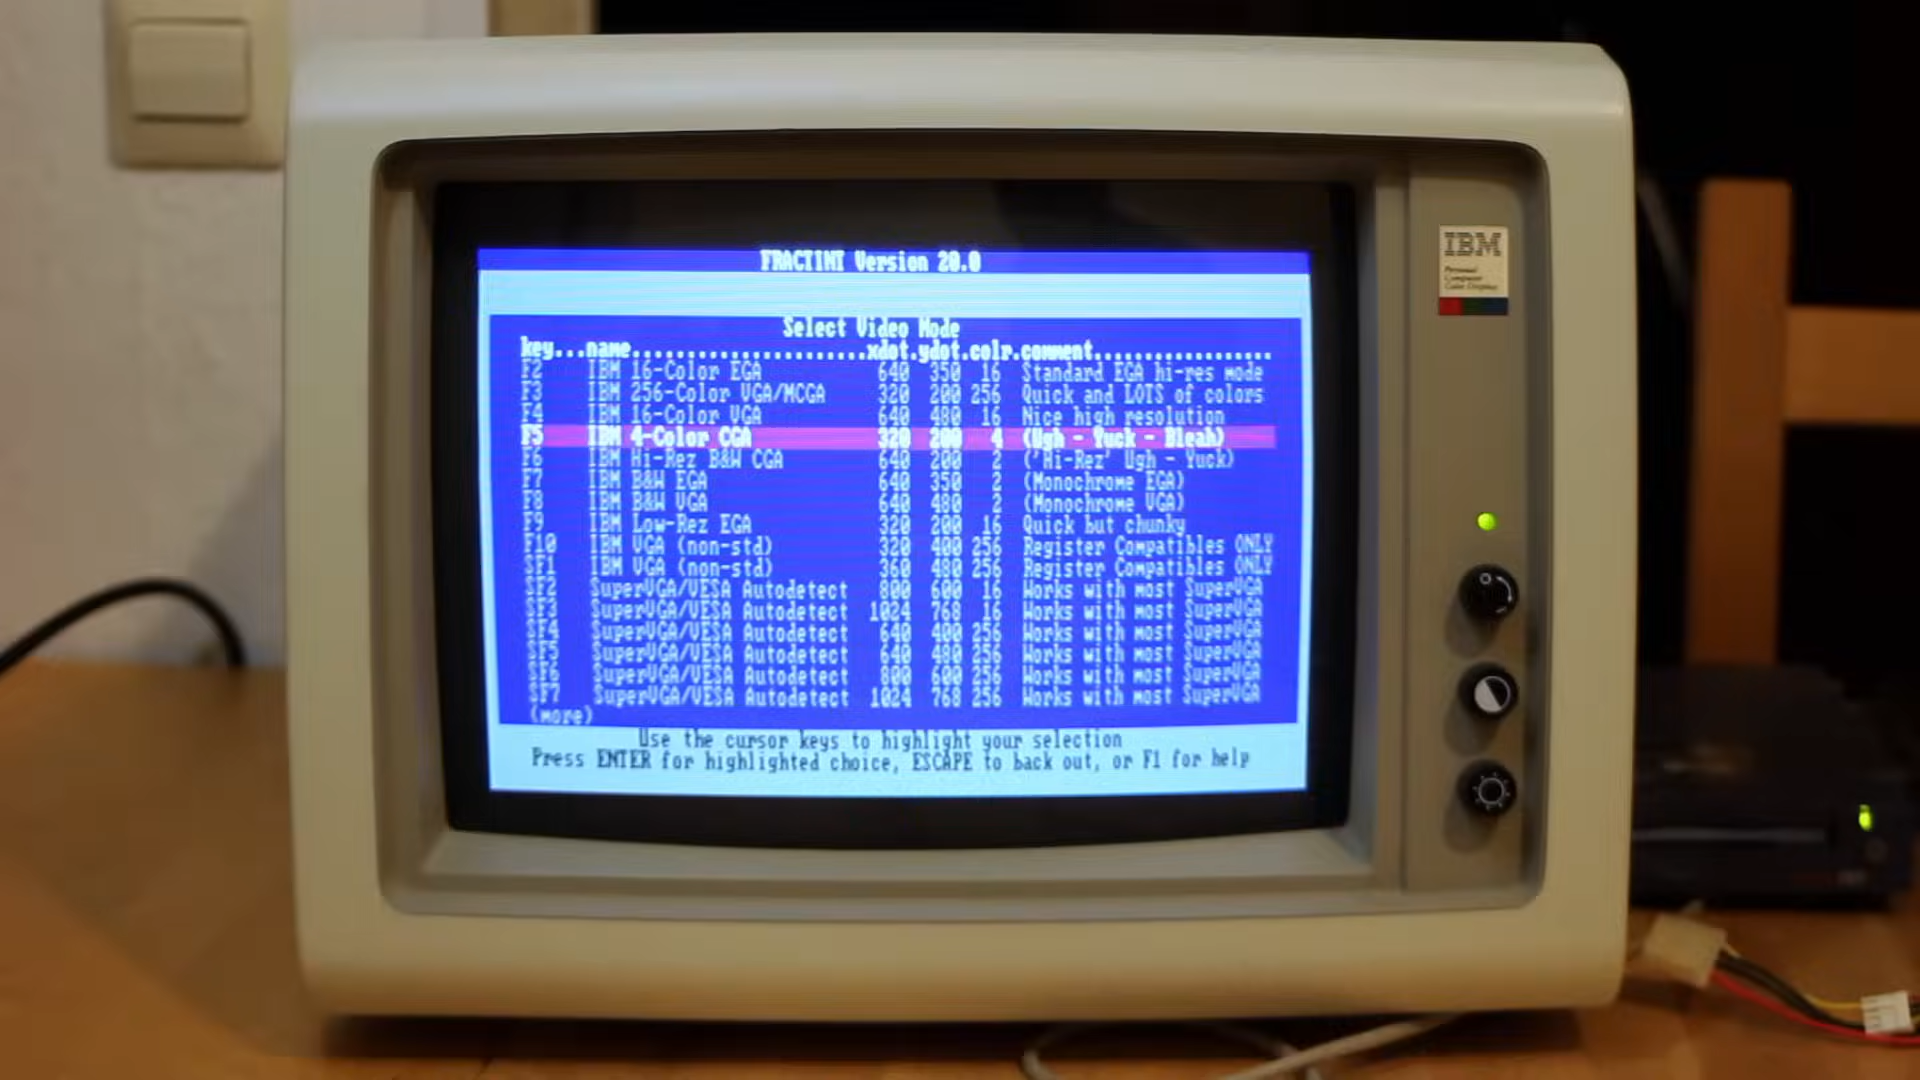 FRACTINT Version 20.0
Select Video Mode
key...name......................xdot.ydot.colr.comment..................
F2 IBM 16-Color EGA 640 350 16 Standard EGA hi-res mode
F3 IBM 256-Color VGA/MCGA 320 200 256 Quick and LOTS of colors
F4 IBM 16-Color VGA 640 480 16 Nice high resolution
F5 IBM 4-Color CGA 320 200 4 (Ugh - Yuck - Bleah)
F6 IBM Hi-Rez B&W CGA 640 200 2 ('Hi-Rez' Ugh - Yuck)
F7 IBM B&W EGA 640 350 2 (Monochrome EGA)
F8 IBM B&W VGA 640 480 2 (Monochrome VGA)
F9 IBM Low-Rez EGA 320 200 16 Quick but chunky
F10 IBM VGA (non-std) 320 400 256 Register Compatibles ONLY
SF1 IBM VGA (non-std) 360 480 256 Register Compatibles ONLY
SF2 SuperVGA/VESA Autodetect 800 600 16 Works with most SuperVGA
SF3 SuperVGA/VESA Autodetect 1024 768 16 Works with most SuperVGA
SF4 SuperVGA/VESA Autodetect 640 400 256 Works with most SuperVGA
SF5 SuperVGA/VESA Autodetect 640 480 256 Works with most SuperVGA
SF6 SuperVGA/VESA Autodetect 800 600 256 Works with most SuperVGA
SF7 SuperVGA/VESA Autodetect 1024 768 256 Works with most SuperVGA
(more)
Use the cursor keys to highlight your selection
Press ENTER for highlighted choice, ESCAPE to back out, or F1 for help
IBM
Personal
Computer
Color Display